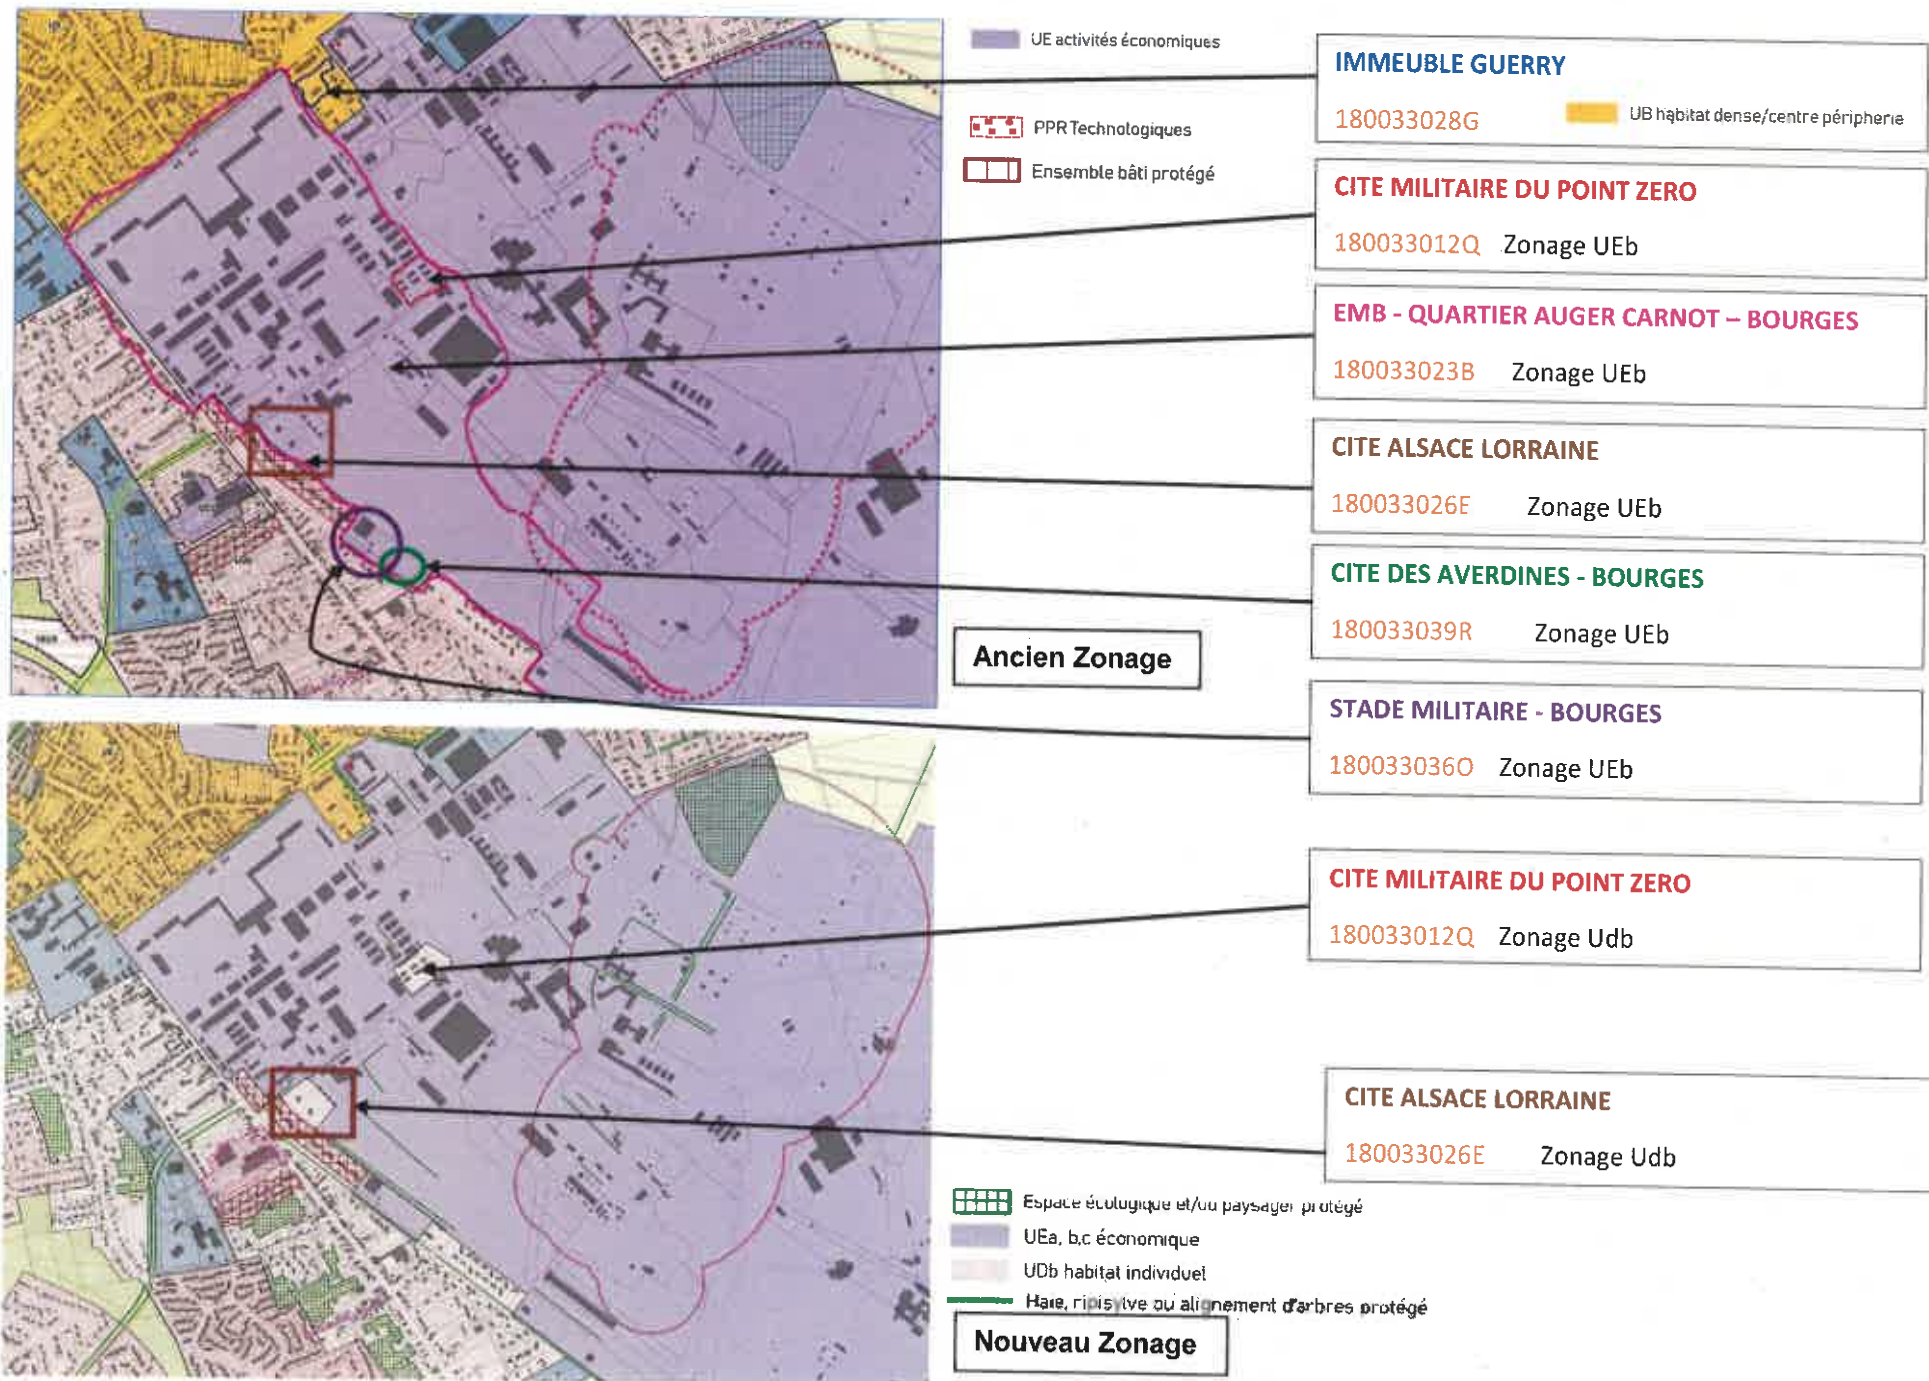 UE activités économiques
PPR Technologiques
Ensemble bâti protégé
IMMEUBLE GUERRY
180033028G
UB habitat dense/centre péripherie
CITE MILITAIRE DU POINT ZERO
180033012Q Zonage UEb
EMB - QUARTIER AUGER CARNOT – BOURGES
180033023B Zonage UEb
CITE ALSACE LORRAINE
180033026E Zonage UEb
CITE DES AVERDINES - BOURGES
180033039R Zonage UEb
Ancien Zonage
STADE MILITAIRE - BOURGES
180033036O Zonage UEb
CITE MILITAIRE DU POINT ZERO
180033012Q Zonage Udb
CITE ALSACE LORRAINE
180033026E Zonage Udb
Espace écologique et/ou paysager protégé
UEa, b,c économique
UDb habitat individuel
Haie, ripisylve ou alignement d'arbres protégé
Nouveau Zonage